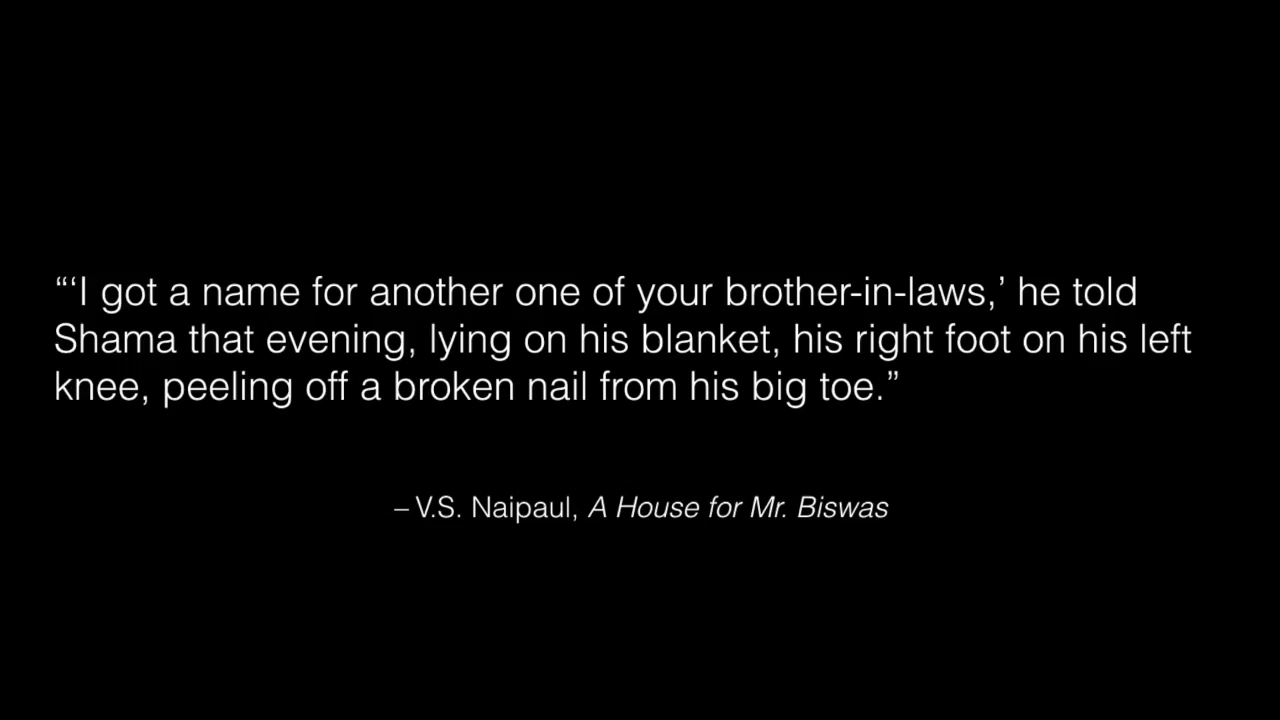 “‘I got a name for another one of your brother-in-laws,’ he told
Shama that evening, lying on his blanket, his right foot on his left
knee, peeling off a broken nail from his big toe.”
– V.S. Naipaul, A House for Mr. Biswas